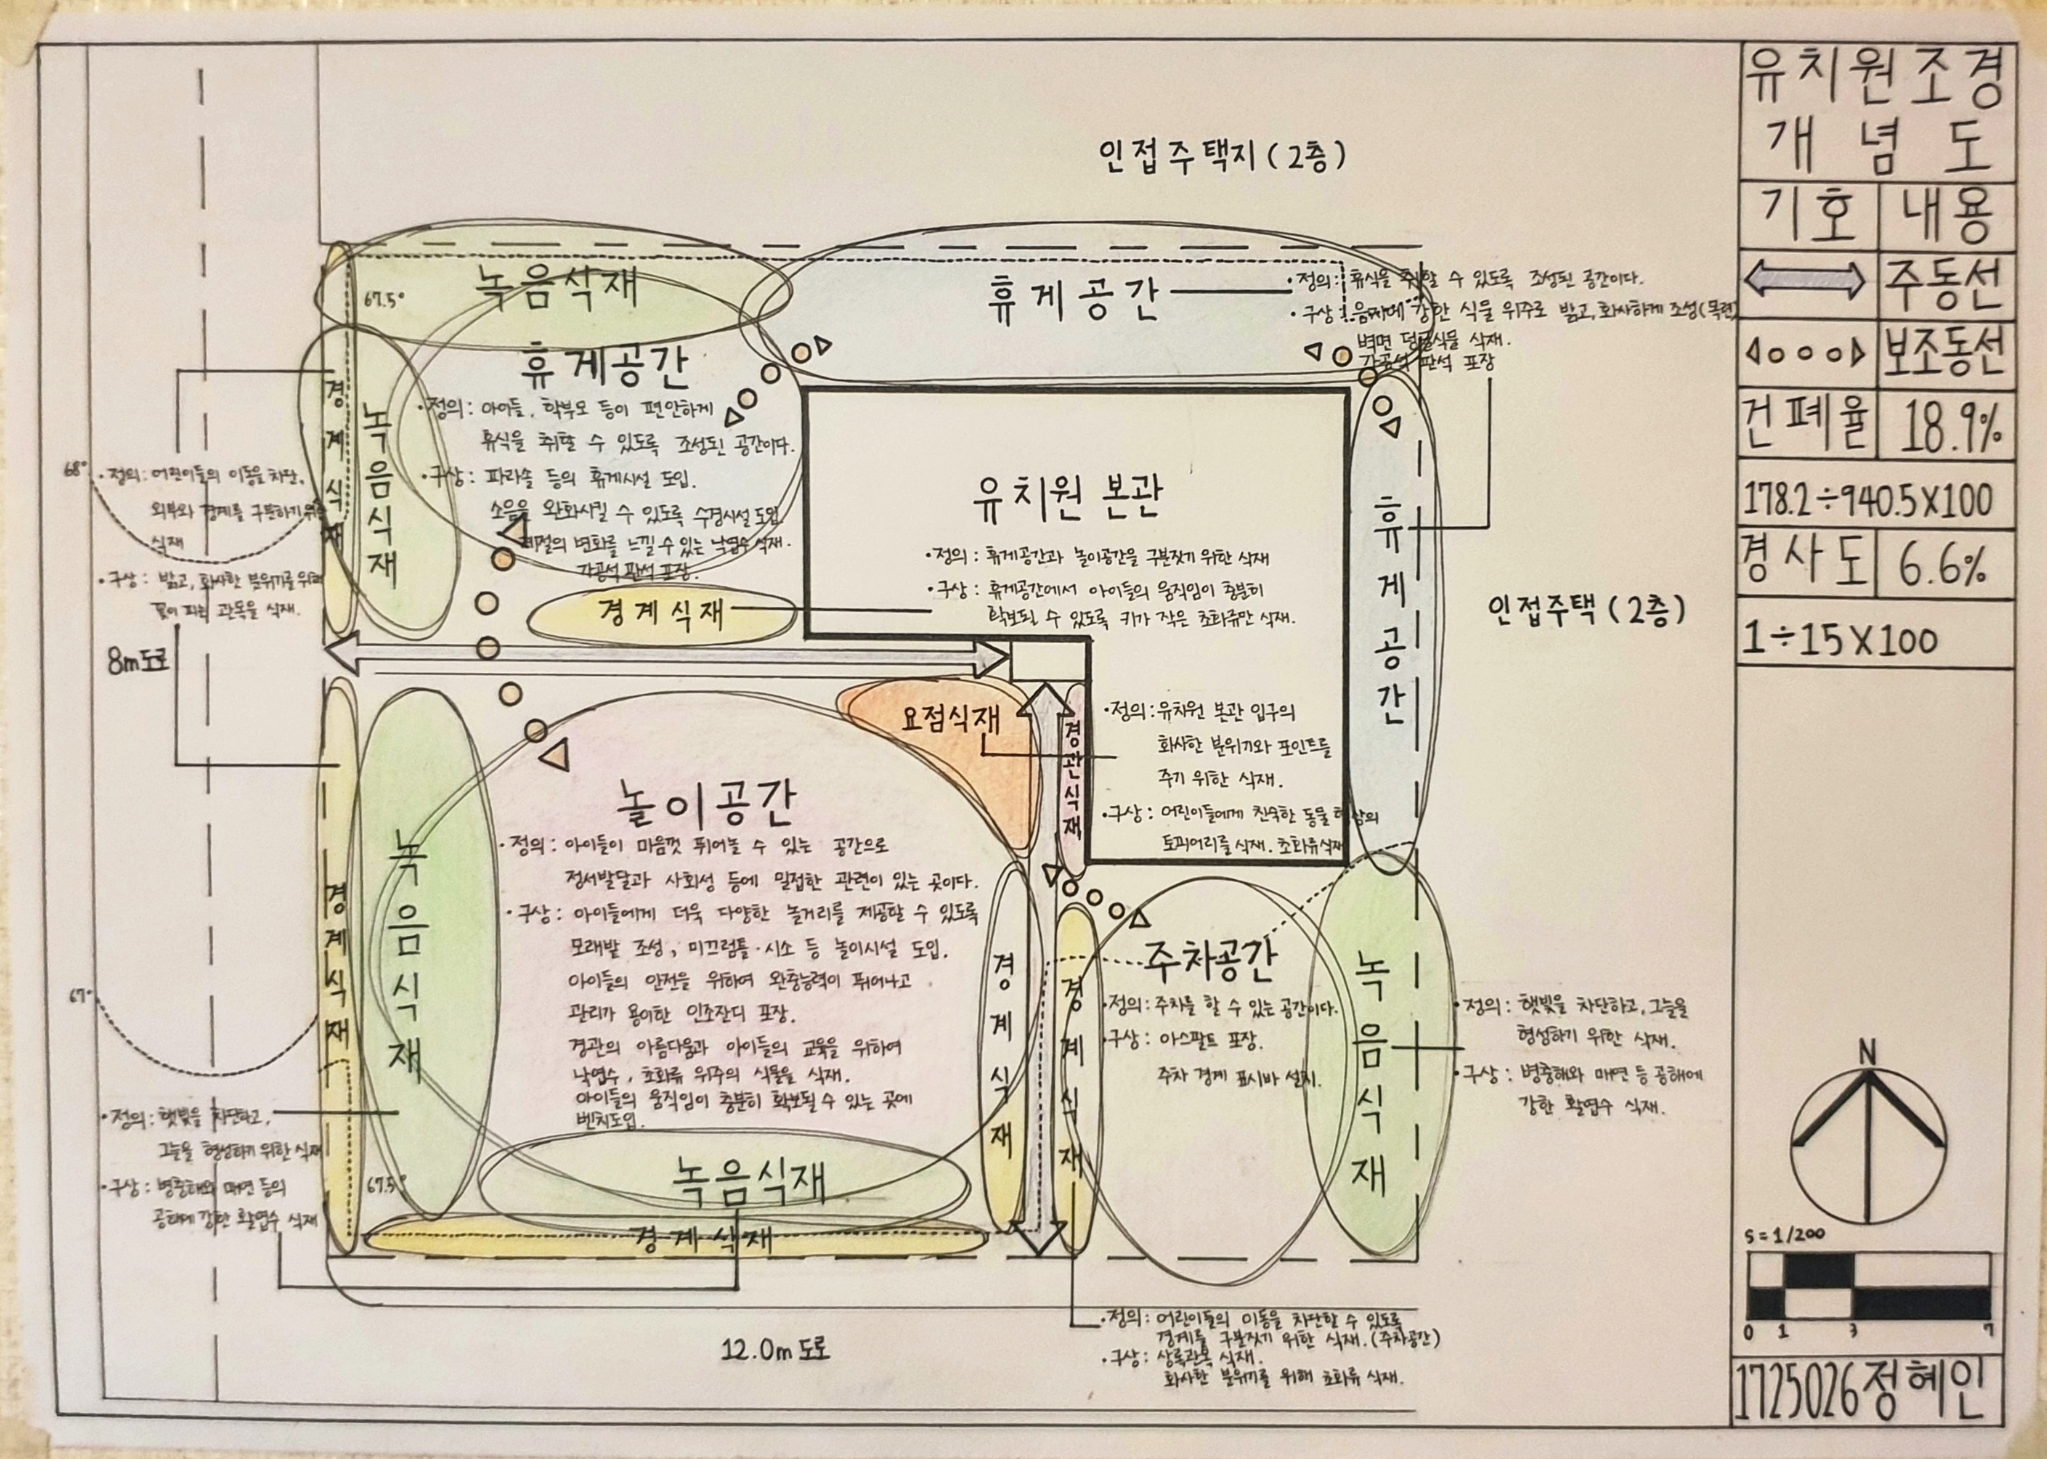 유치원조경
개념도
기호 내용
주동선
보조동선
건폐율 18.9%
178.2÷940.5X100
경사도 6.6%
1÷15X100
N
S=1/200
0 1 3 7
1725026정혜인
인접주택지(2층)
녹음식재
67.5°
휴게공간
·정의: 휴식을 취할 수 있도록 조성된 공간이다.
·구상: 음지에 강한 식물 위주로 밝고, 화사하게 조성(목련)
벽면 덩굴식물 식재.
가공석 판석 포장
휴게공간
·정의: 아이들, 학부모 등이 편안하게
휴식을 취할 수 있도록 조성된 공간이다.
·구상: 파라솔 등의 휴게시설 도입.
소음을 완화시킬 수 있도록 수경시설 도입.
계절의 변화를 느낄 수 있는 낙엽수 식재.
가공석 판석 포장.
경계식재
녹음식재
68°
·정의: 어린이들의 이동을 차단,
외부와 경계를 구분하기 위한
식재
·구상: 밝고, 화사한 분위기를 위해
꽃이 피는 관목을 식재.
8m도로
경계식재
유치원 본관
·정의: 휴게공간과 놀이공간을 구분짓기 위한 식재
·구상: 휴게공간에서 아이들의 움직임이 충분히
확보될 수 있도록 키가 작은 초화류만 식재.
휴게공간
인접주택(2층)
요점식재
경관식재
·정의: 유치원 본관 입구의
화사한 분위기와 포인트를
주기 위한 식재.
·구상: 어린이들에게 친숙한 동물 형상의
토피어리를 식재. 초화류식재
놀이공간
·정의: 아이들이 마음껏 뛰어놀 수 있는 공간으로
정서발달과 사회성 등에 밀접한 관련이 있는 곳이다.
·구상: 아이들에게 더욱 다양한 놀거리를 제공할 수 있도록
모래밭 조성, 미끄럼틀·시소 등 놀이시설 도입.
아이들의 안전을 위하여 완충능력이 뛰어나고
관리가 용이한 인조잔디 포장.
경관의 아름다움과 아이들의 교육을 위하여
낙엽수, 초화류 위주의 식물을 식재.
아이들의 움직임이 충분히 확보될 수 있는 곳에
벤치도입.
경계식재
녹음식재
67°
경계식재
경계식재
주차공간
·정의: 주차를 할 수 있는 공간이다.
·구상: 아스팔트 포장.
주차 경계 표시바 설치.
녹음식재
·정의: 햇빛을 차단하고, 그늘을
형성하기 위한 식재.
·구상: 병충해와 매연 등 공해에
강한 활엽수 식재.
·정의: 햇빛을 차단하고,
그늘을 형성하기 위한 식재
·구상: 병충해와 매연 등의
공해에 강한 활엽수 식재
67.5°
녹음식재
경계식재
·정의: 어린이들의 이동을 차단할 수 있도록
경계를 구분짓기 위한 식재.(주차공간)
·구상: 상록관목 식재.
화사한 분위기를 위해 초화류 식재.
12.0m 도로